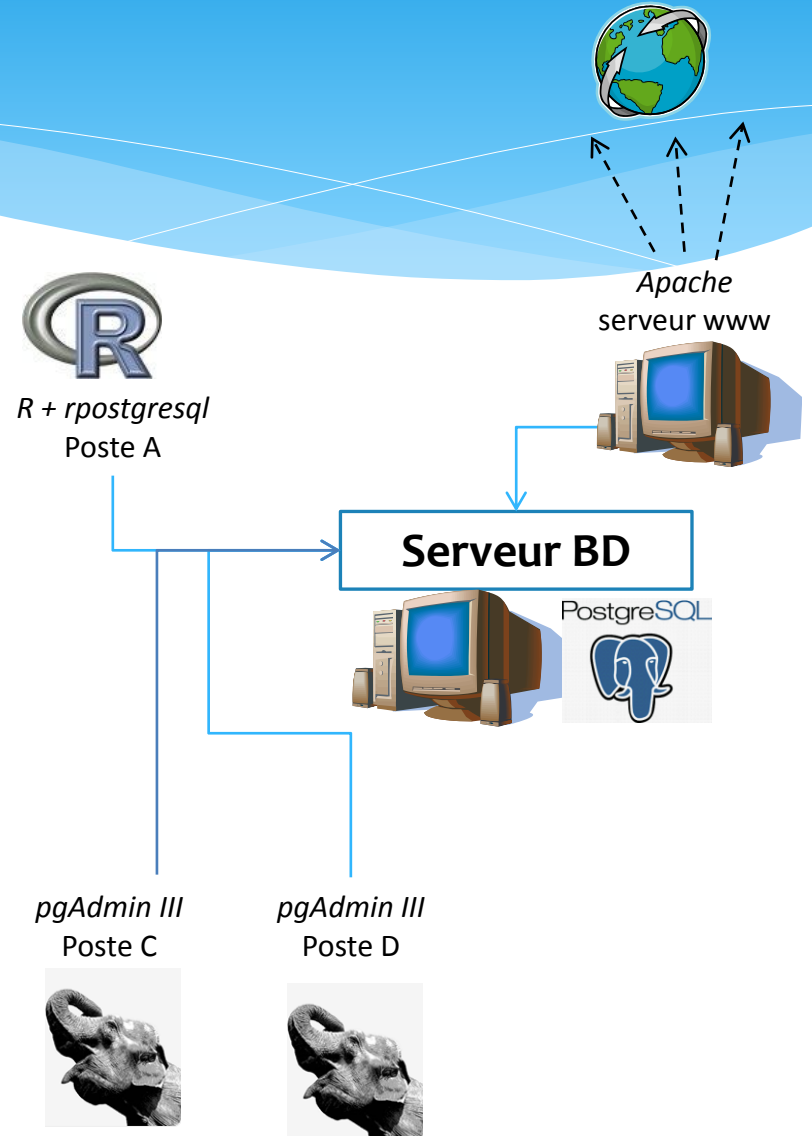 Apache
serveur www
R
R + rpostgresql
Poste A
Serveur BD
PostgreSQL
pgAdmin III
Poste C
pgAdmin III
Poste D